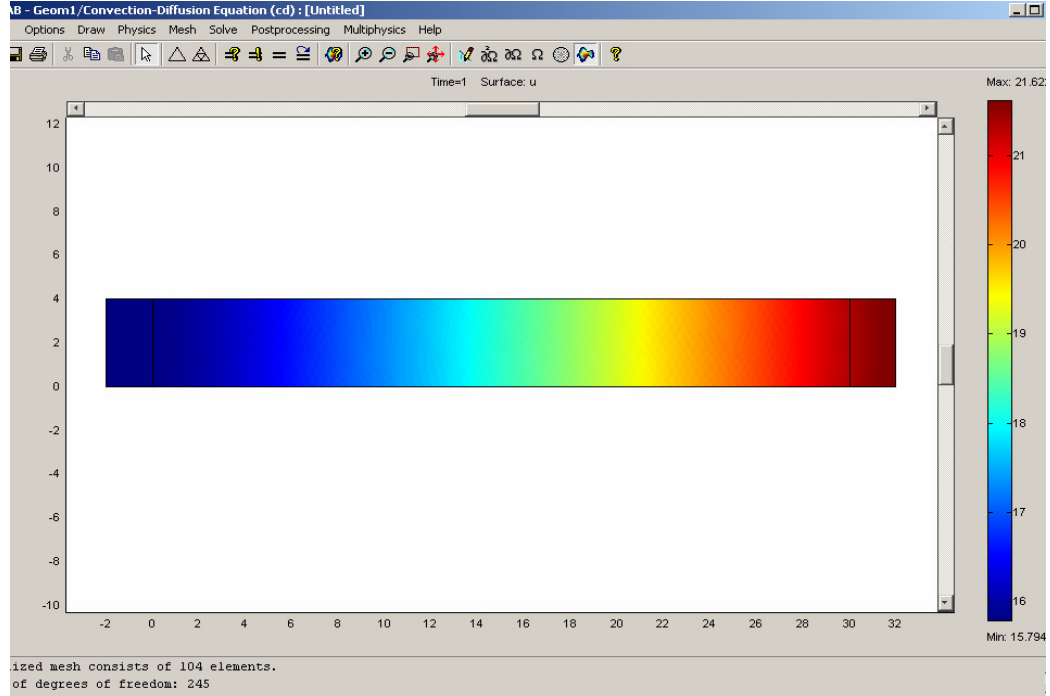 AB - Geom1/Convection-Diffusion Equation (cd) : [Untitled]
Options Draw Physics Mesh Solve Postprocessing Multiphysics Help
Time=1 Surface: u
Max: 21.62
12
10
8
6
4
2
0
-2
-4
-6
-8
-10
-2 0 2 4 6 8 10 12 14 16 18 20 22 24 26 28 30 32
21
20
19
18
17
16
Min: 15.794
ized mesh consists of 104 elements.
of degrees of freedom: 245